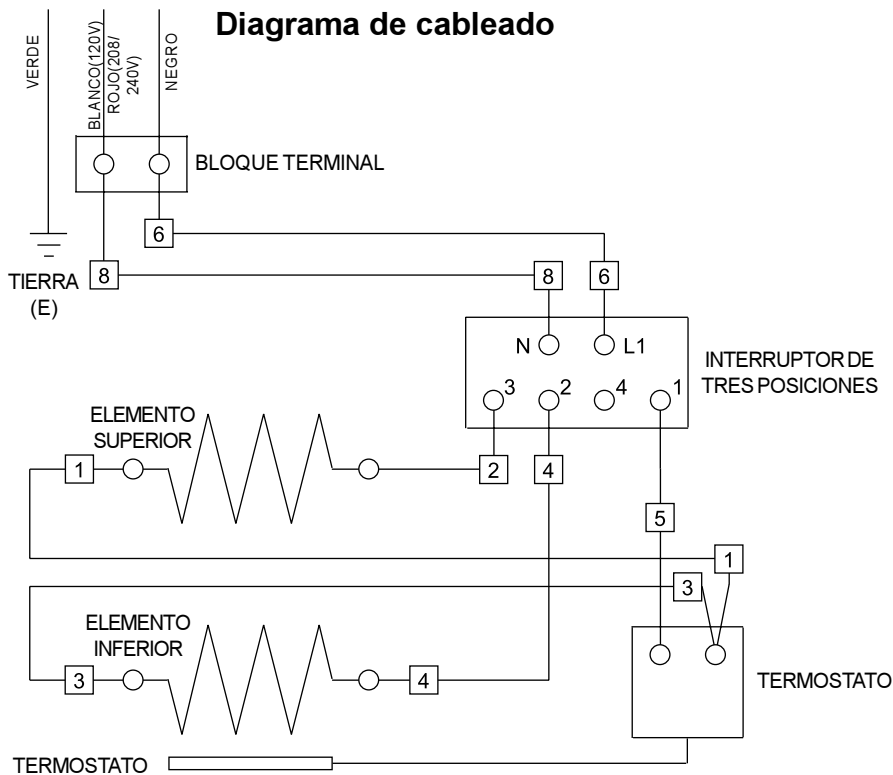 Diagrama de cableado
VERDE
BLANCO(120V)
ROJO(208/
240V)
NEGRO
BLOQUE TERMINAL
6
8
8
6
TIERRA
(E)
N
L1
INTERRUPTOR DE
TRES POSICIONES
3
2
4
1
ELEMENTO
SUPERIOR
1
2
4
5
1
3
ELEMENTO
INFERIOR
3
4
TERMOSTATO
TERMOSTATO